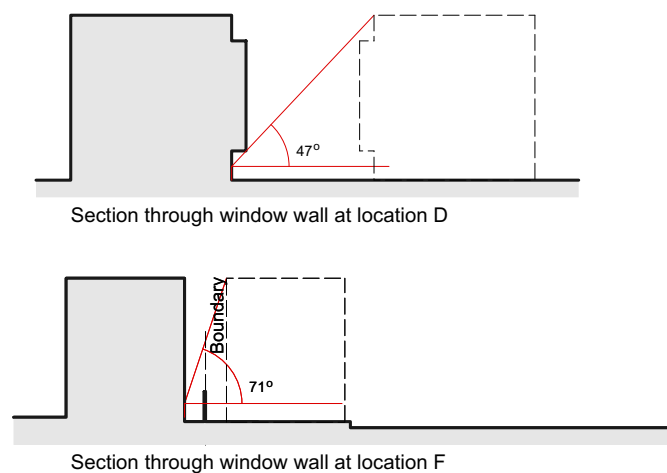 47°
Section through window wall at location D
Boundary
71°
Section through window wall at location F